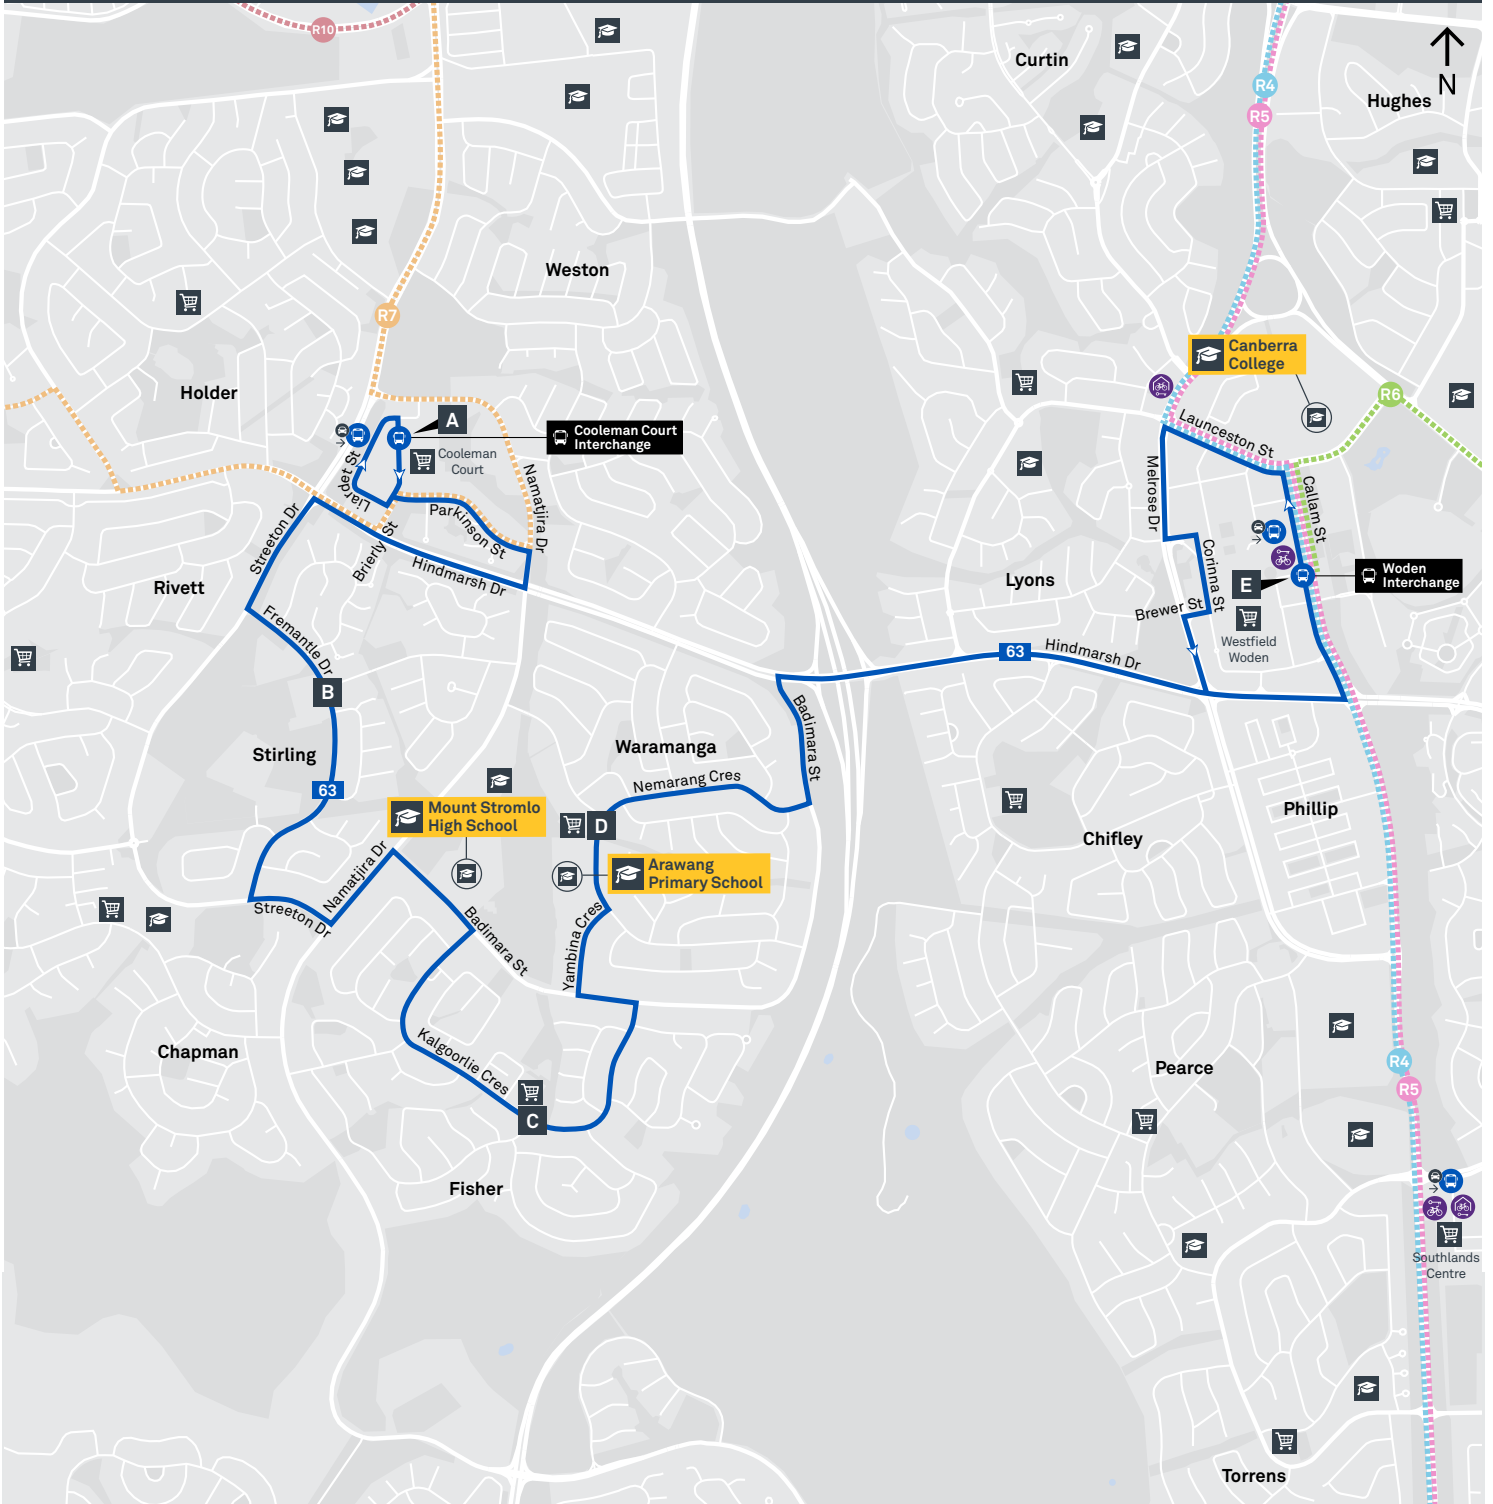 R10
Curtin
R4
R5
N
Hughes
Weston
R7
Holder
Canberra
College
R6
A
Cooleman Court
Interchange
Cooleman
Court
Liardet St
Launceston St
Namatjira Dr
Melrose Dr
Callam St
Streeton Dr
Parkinson St
Brierly St
Hindmarsh Dr
Corinna St
Woden
Interchange
E
Rivett
Lyons
Brewer St
Fremantle Dr
Westfield
Woden
63
Hindmarsh Dr
B
Badimara St
Stirling
Waramanga
Nemarang Cres
63
Mount Stromlo
High School
D
Phillip
Chifley
Namatjira Dr
Arawang
Primary School
Streeton Dr
Badimara St
Yambina Cres
Chapman
Kalgoorlie Cres
Pearce
R4
R5
C
Fisher
Southlands
Centre
Torrens